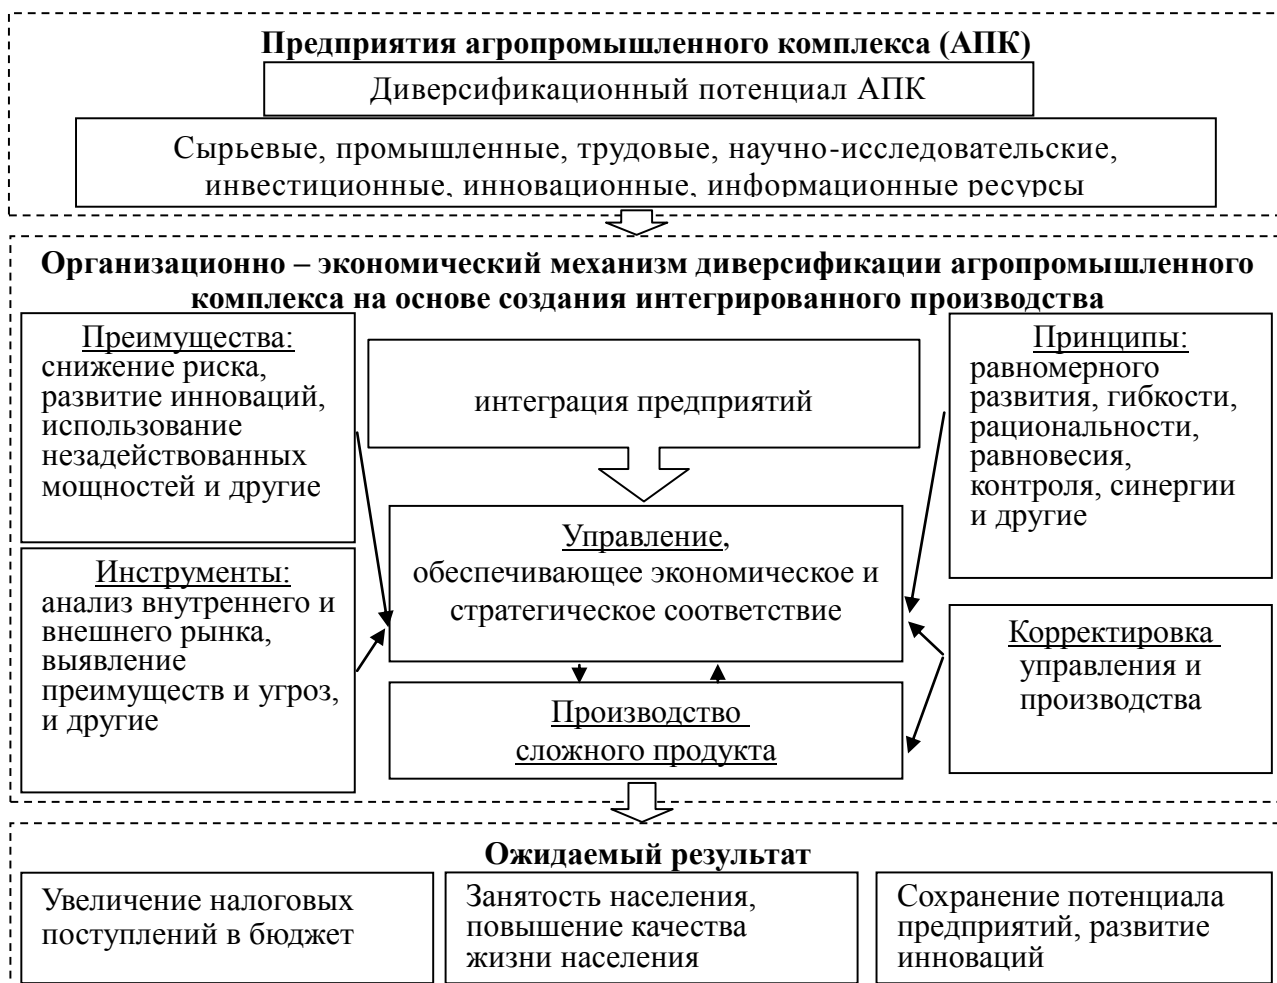 Предприятия агропромышленного комплекса (АПК)
Диверсификационный потенциал АПК
Сырьевые, промышленные, трудовые, научно-исследовательские,
инвестиционные, инновационные, информационные ресурсы
Организационно – экономический механизм диверсификации агропромышленного
комплекса на основе создания интегрированного производства
Преимущества:
снижение риска,
развитие инноваций,
использование
незадействованных
мощностей и другие
Инструменты:
анализ внутреннего и
внешнего рынка,
выявление
преимуществ и угроз,
и другие
интеграция предприятий
Управление,
обеспечивающее экономическое и
стратегическое соответствие
Производство
сложного продукта
Принципы:
равномерного
развития, гибкости,
рациональности,
равновесия,
контроля, синергии
и другие
Корректировка
управления и
производства
Ожидаемый результат
Увеличение налоговых
поступлений в бюджет
Занятость населения,
повышение качества
жизни населения
Сохранение потенциала
предприятий, развитие
инноваций